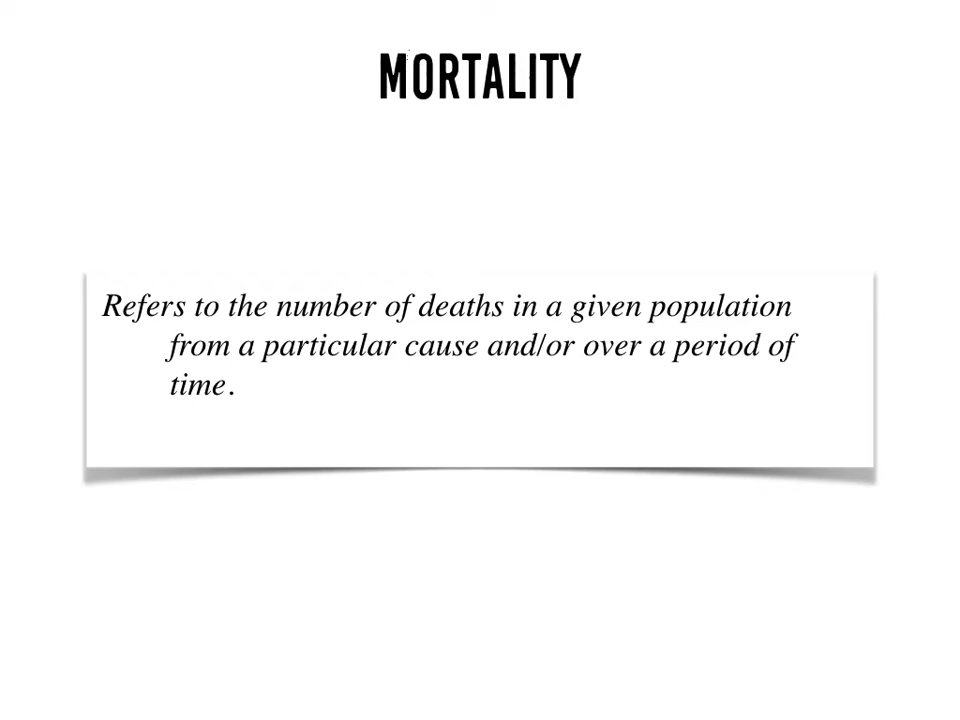 MORTALITY
Refers to the number of deaths in a given population
from a particular cause and/or over a period of
time.